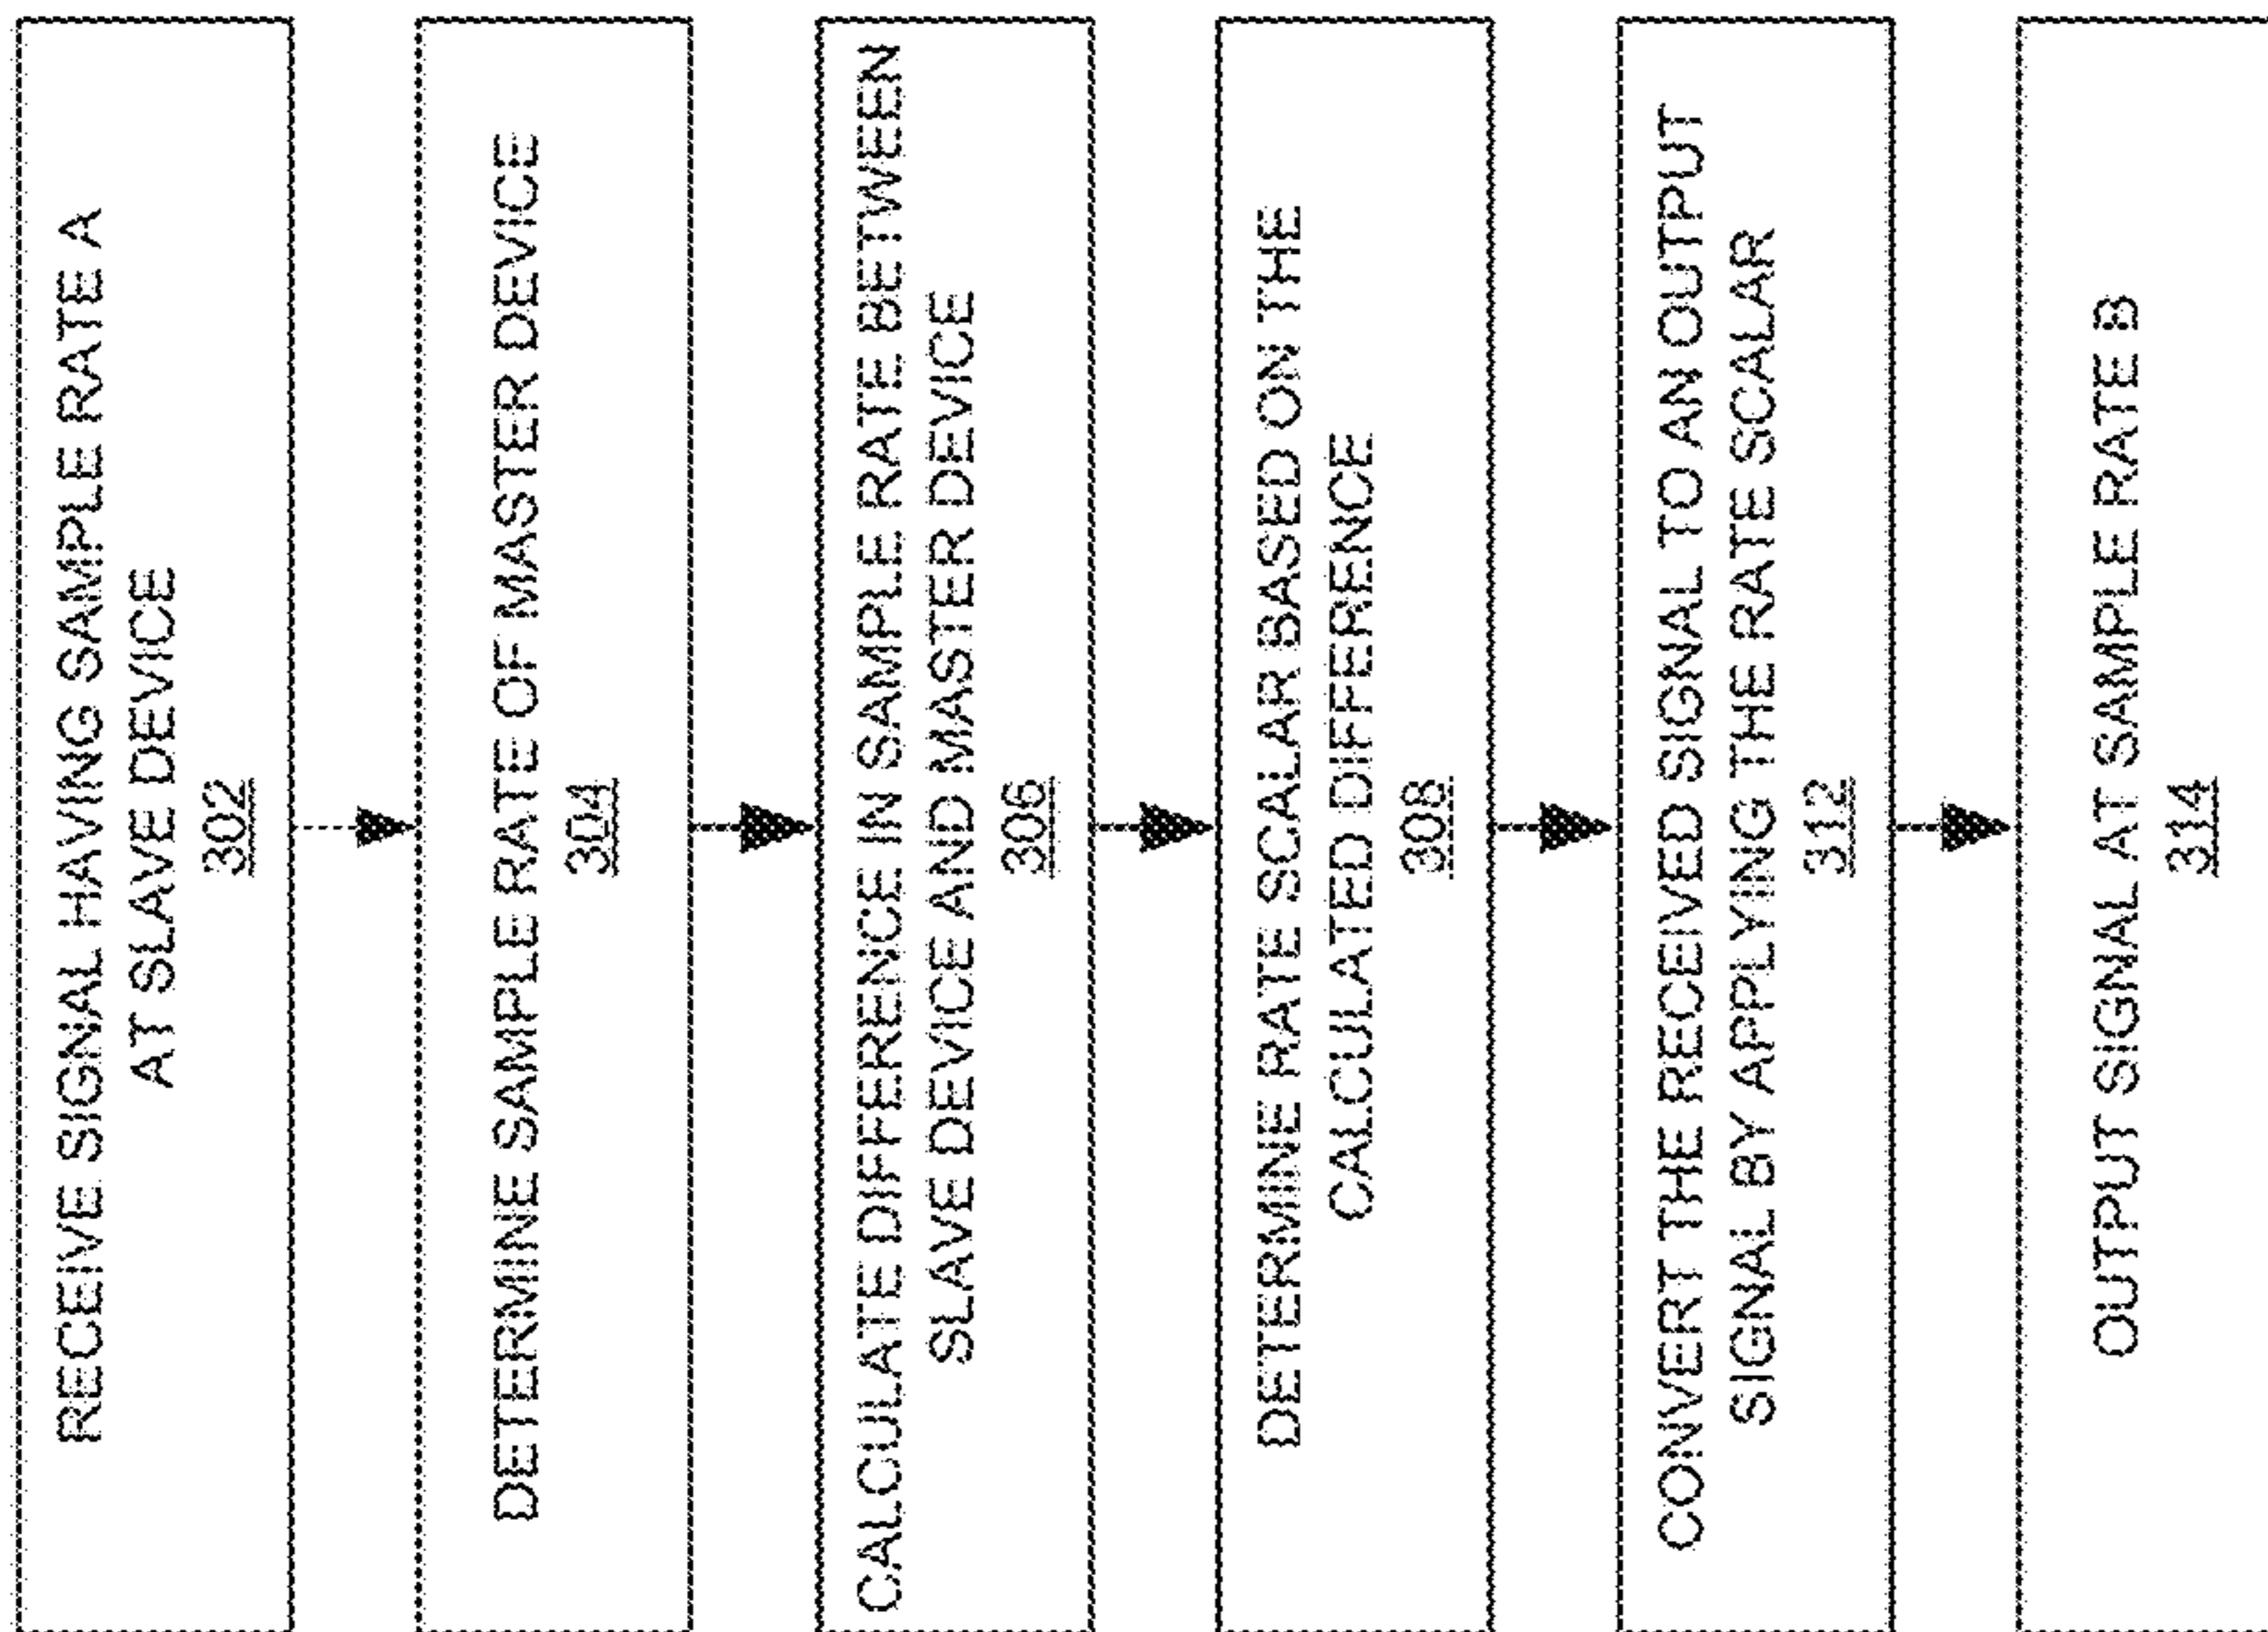 RECEIVE SIGNAL HAVING SAMPLE RATE A
AT SLAVE DEVICE
302
DETERMINE SAMPLE RATE OF MASTER DEVICE
304
CALCULATE DIFFERENCE IN SAMPLE RATE BETWEEN
SLAVE DEVICE AND MASTER DEVICE
306
DETERMINE RATE SCALAR BASED ON THE
CALCULATED DIFFERENCE
308
CONVERT THE RECEIVED SIGNAL TO AN OUTPUT
SIGNAL BY APPLYING THE RATE SCALAR
312
OUTPUT SIGNAL AT SAMPLE RATE B
314